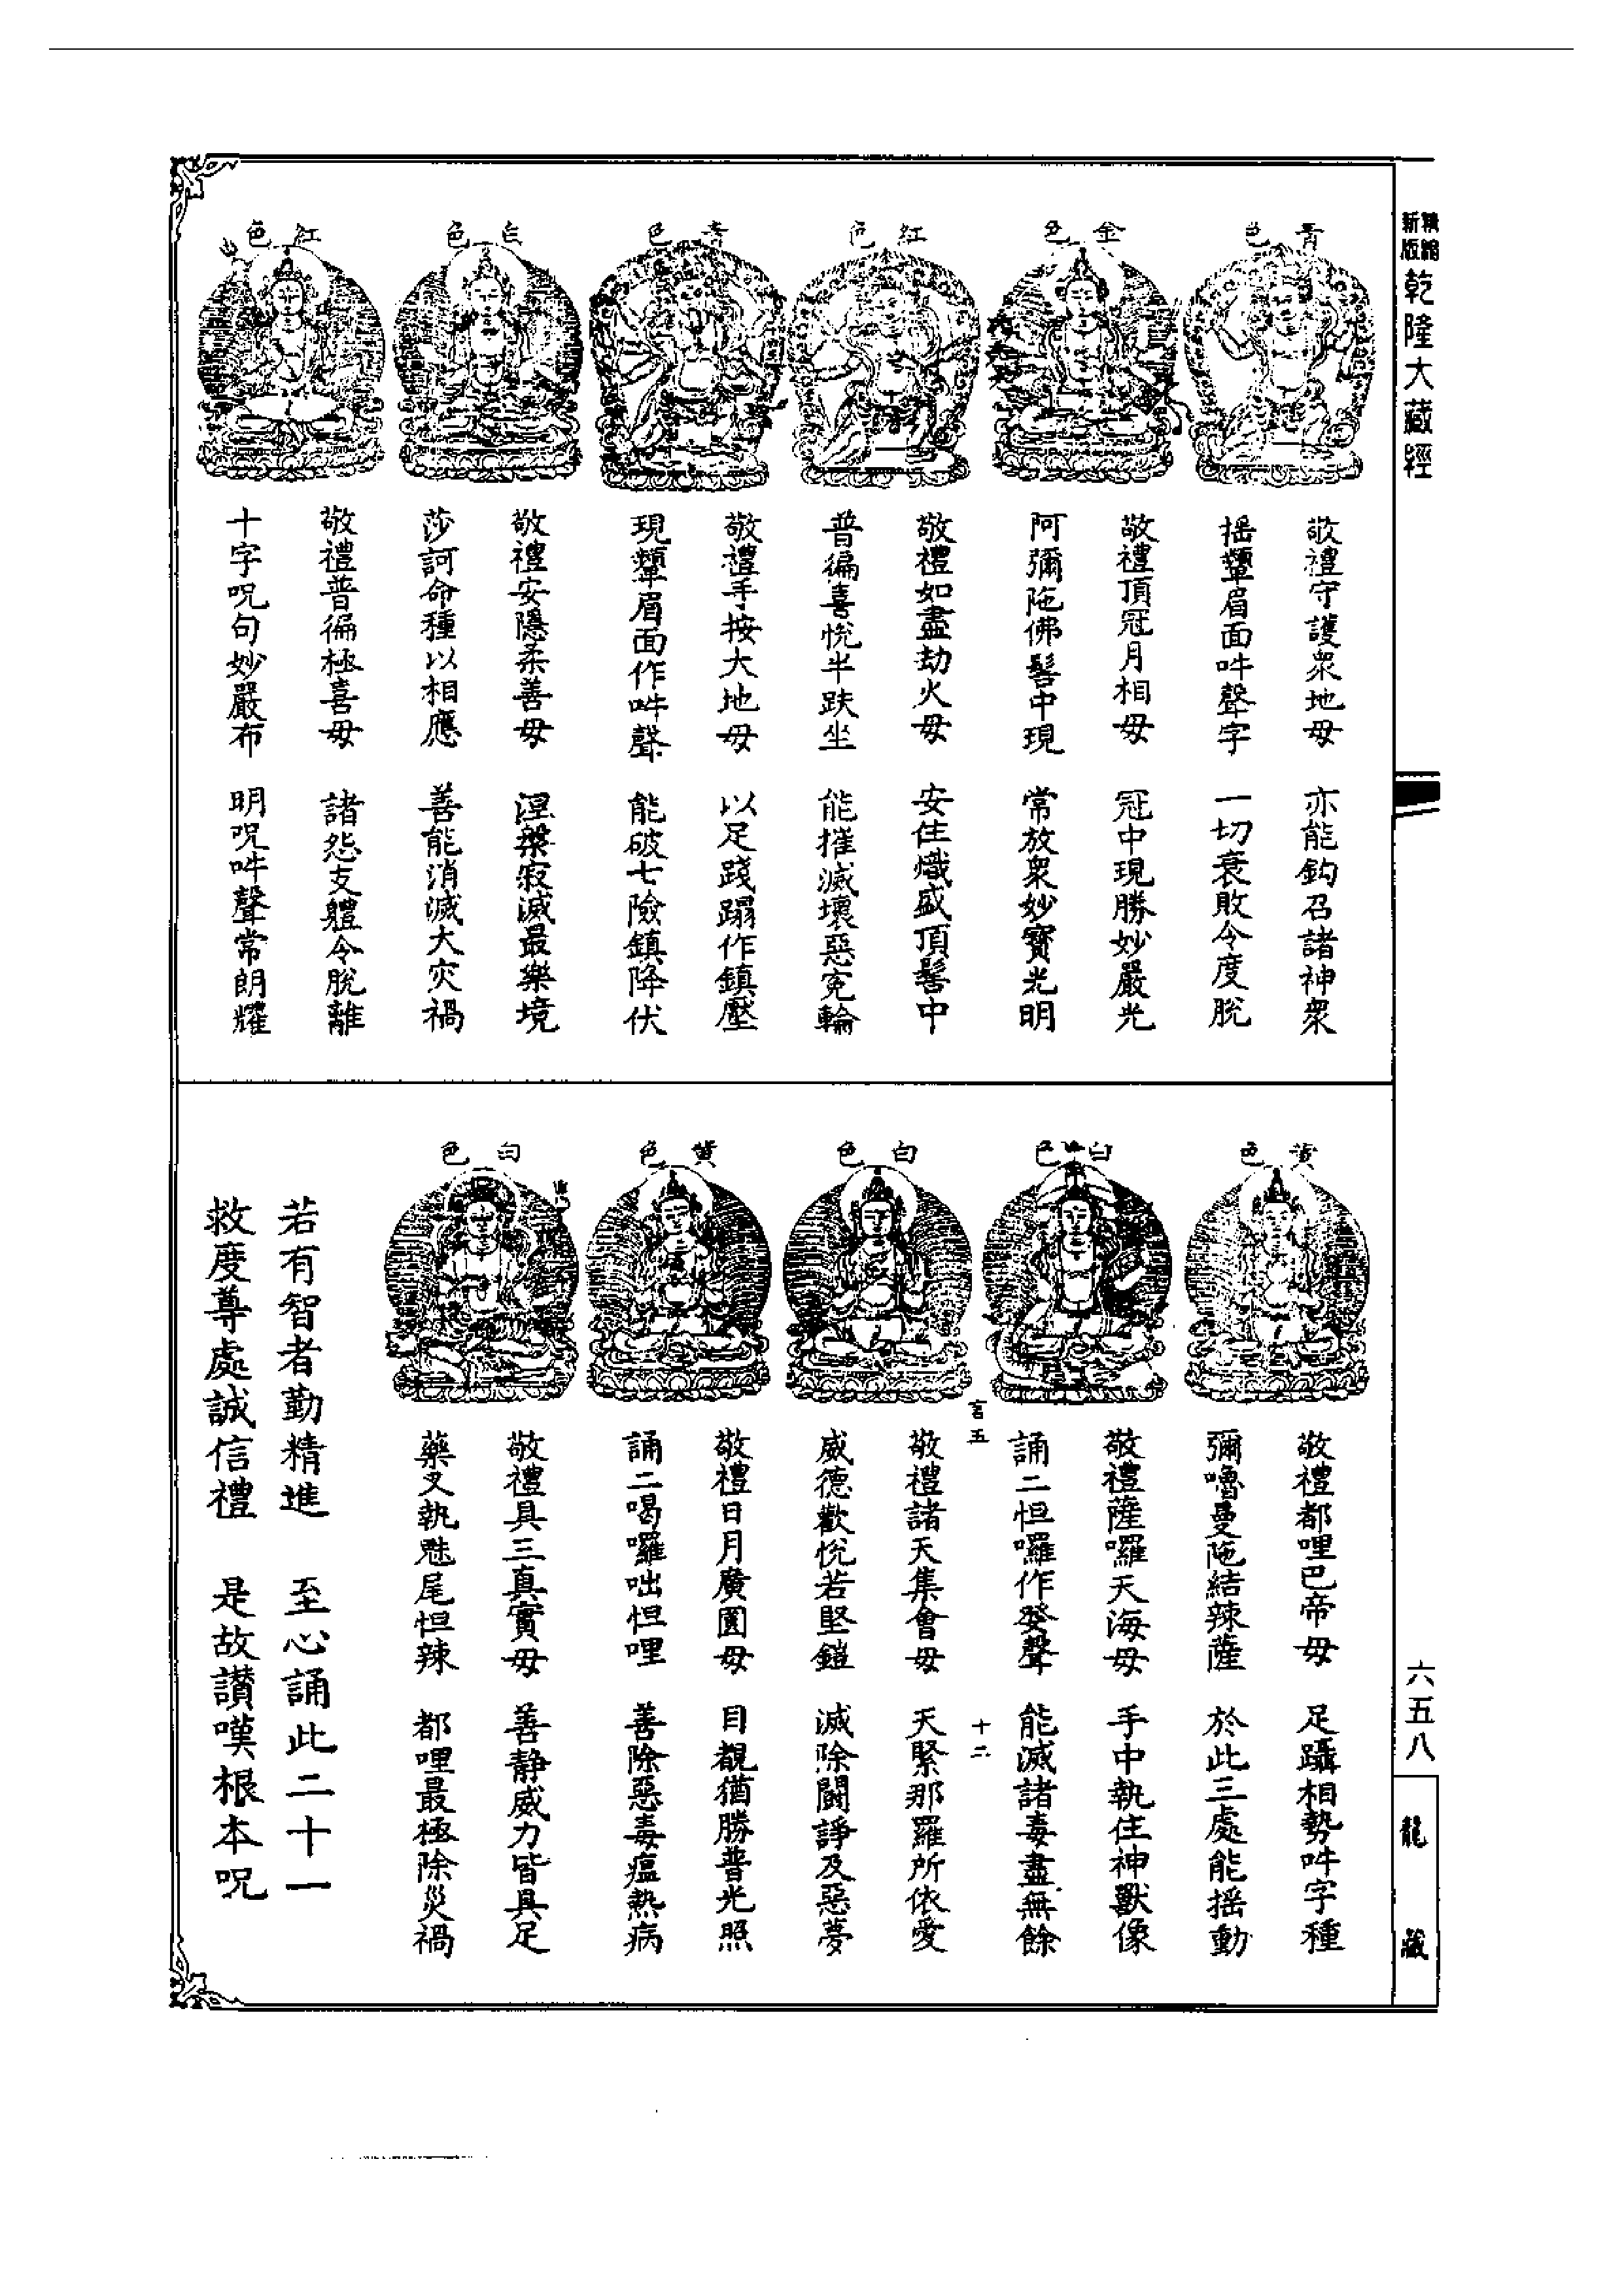 精縮
新版
乾隆大藏經
青色
金色
紅色
青色
白色
紅色
敬禮守護衆地母　亦能鈎召諸神衆
搖顰眉面吽聲字　一切衰敗令度脫
敬禮頂冠月相母　冠中現勝妙嚴光
阿彌陀佛髻中現　常放衆妙寶光明
敬禮如盡劫火母　安住熾盛頂髻中
普徧喜悅半趺坐　能摧滅壞惡寃輪
敬禮手按大地母　以足踐蹋作鎮壓
現顰眉面作吽聲　能破七險鎮降伏
敬禮安隱柔善母　涅槃寂滅最樂境
莎訶命種以相應　善能消滅大灾禍
敬禮普徧極喜母　諸怨支體令脫離
十字呪句妙嚴布　明呪吽聲常朗耀
黃色
白色
白色
黃色
白色
敬禮都哩巴帝母　足躡相勢吽字種
彌嚕曼陁結辣薩　於此三處能搖動
敬禮薩囉天海母　手中執住神獸像
誦二怛囉作發聲　能滅諸毒盡無餘
言五　十二
敬禮諸天集會母　天緊那羅所依愛
威德歡悅若堅鎧　滅除鬪諍及惡夢
敬禮日月廣圓母　目覩猶勝普光照
誦二喝囉咄怛哩　善除惡毒瘟熱病
敬禮具三真實母　善靜威力皆具足
藥叉執魅尾怛辣　都哩最極除災禍
若有智者勤精進　至心誦此二十一
救度尊處誠信禮　是故讃嘆根本呪
六五八
龍藏